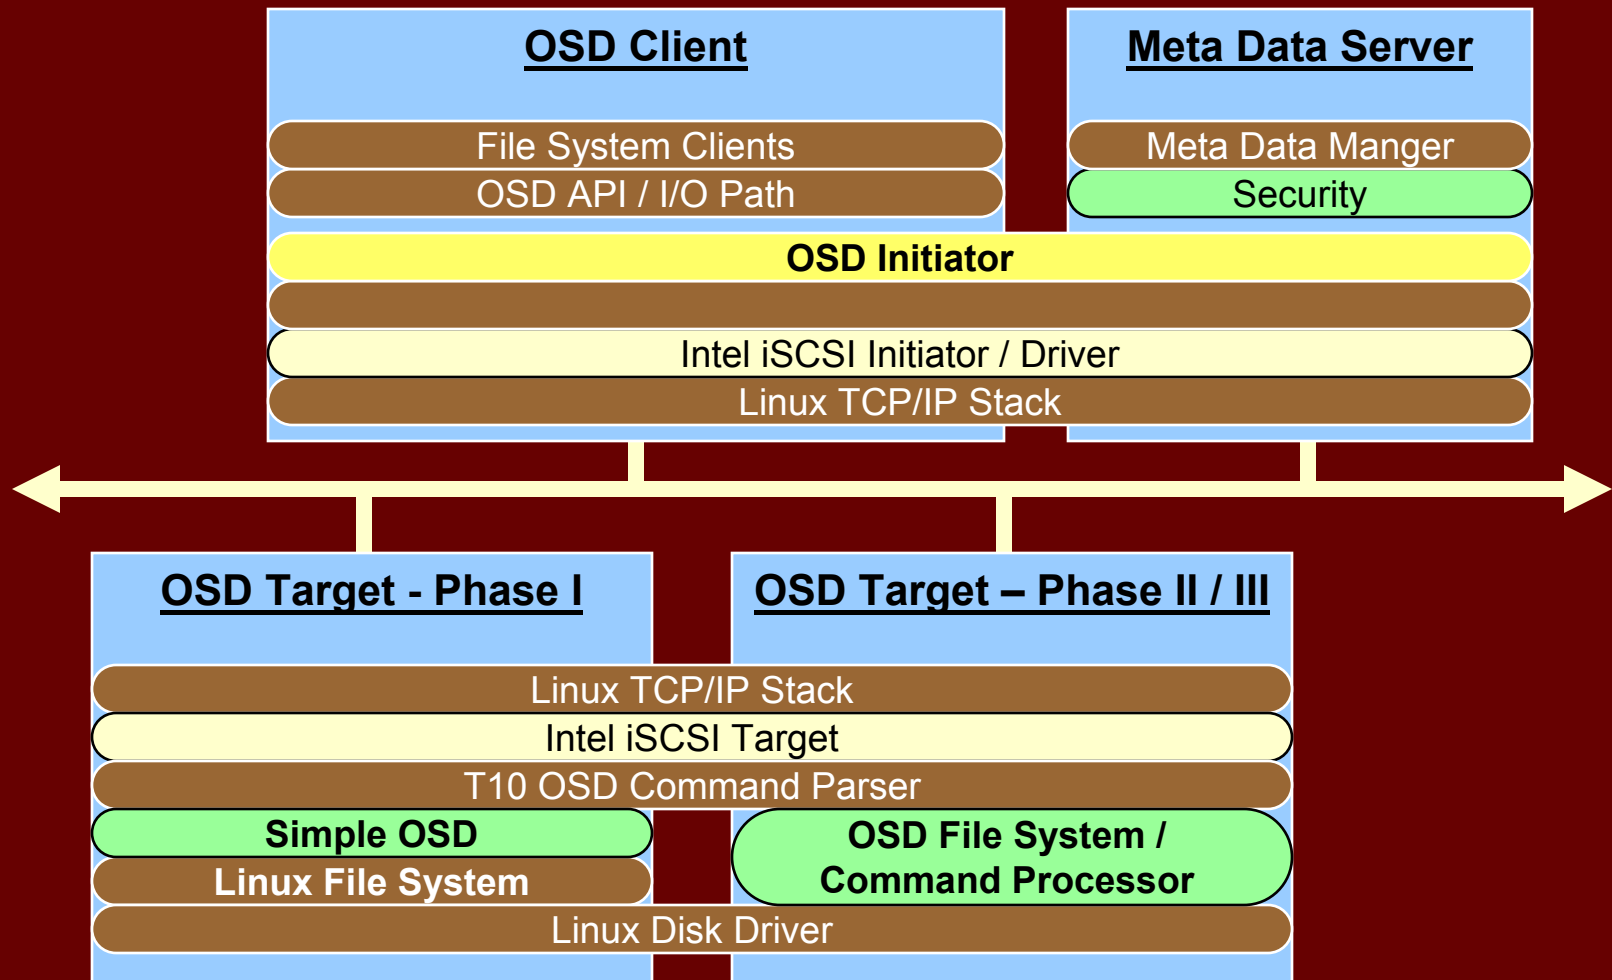 OSD Client
Meta Data Server
File System Clients
Meta Data Manger
OSD API / I/O Path
Security
OSD Initiator
Intel iSCSI Initiator / Driver
Linux TCP/IP Stack
OSD Target - Phase I
OSD Target – Phase II / III
Linux TCP/IP Stack
Intel iSCSI Target
T10 OSD Command Parser
Simple OSD
Linux File System
OSD File System /
Command Processor
Linux Disk Driver